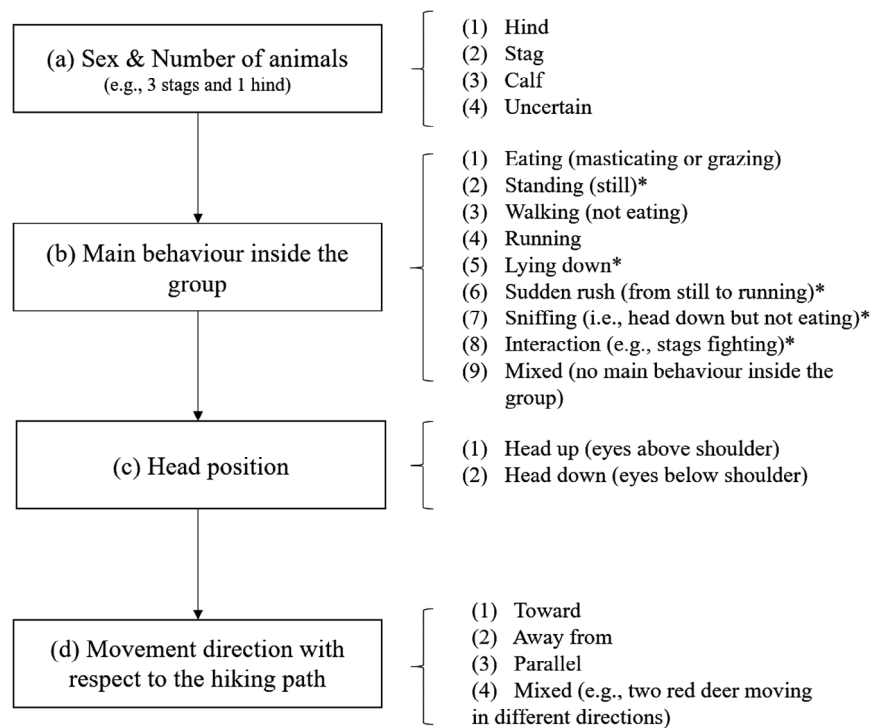 (a) Sex & Number of animals
(e.g., 3 stags and 1 hind)
(1) Hind
(2) Stag
(3) Calf
(4) Uncertain
(b) Main behaviour inside the
group
(1) Eating (masticating or grazing)
(2) Standing (still)*
(3) Walking (not eating)
(4) Running
(5) Lying down*
(6) Sudden rush (from still to running)*
(7) Sniffing (i.e., head down but not eating)*
(8) Interaction (e.g., stags fighting)*
(9) Mixed (no main behaviour inside the
group)
(c) Head position
(1) Head up (eyes above shoulder)
(2) Head down (eyes below shoulder)
(d) Movement direction with
respect to the hiking path
(1) Toward
(2) Away from
(3) Parallel
(4) Mixed (e.g., two red deer moving
in different directions)